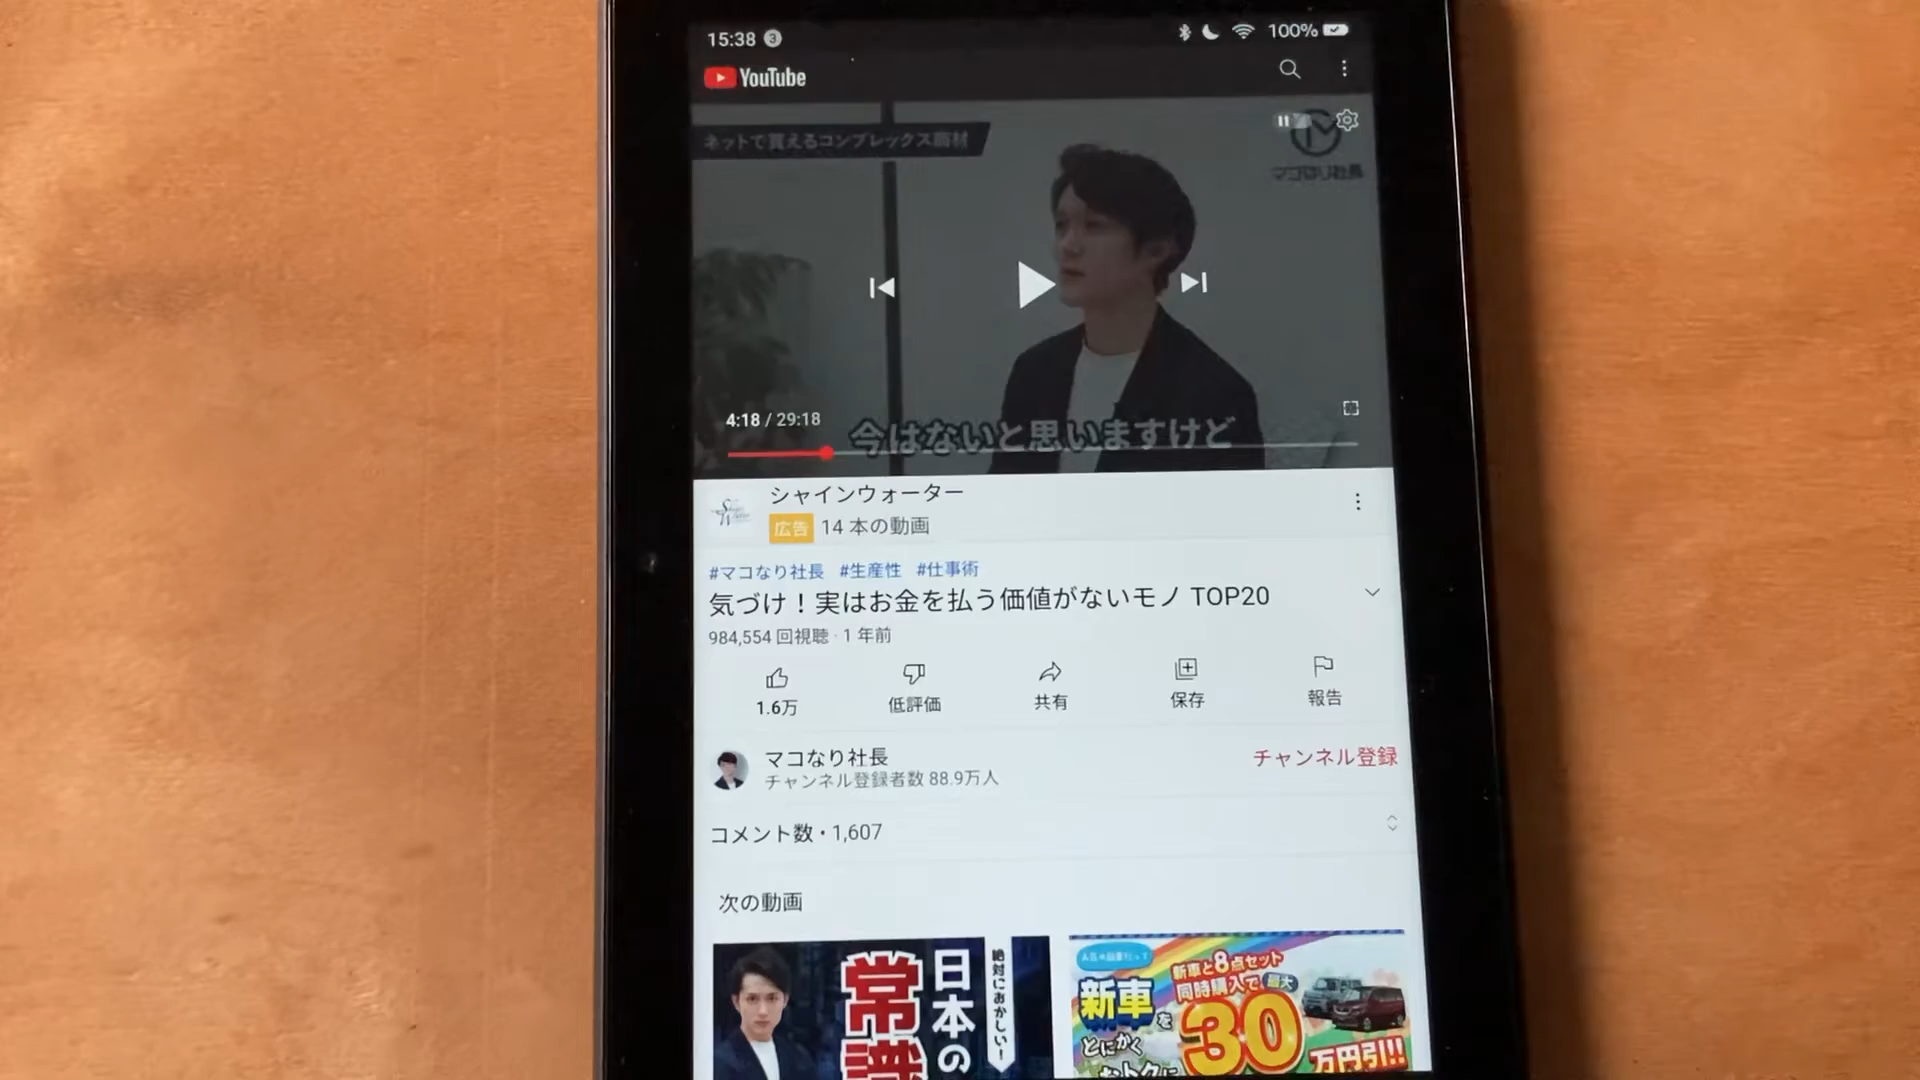 15:38 3
100%
YouTube
ネットで買えるコンプレックス商材
マコなり社長
4:18 / 29:18
今はないと思いますけど
シャインウォーター
広告 14 本の動画
#マコなり社長 #生産性 #仕事術
気づけ！実はお金を払う価値がないモノ TOP20
984,554 回視聴・1 年前
1.6万 低評価 共有 保存 報告
マコなり社長
チャンネル登録者数 88.9万人
チャンネル登録
コメント数・1,607
次の動画
絶対におかしい！
日本の
常識
新車と8点セット
同時購入で最大
新車を
とにかく
30
万円引!!